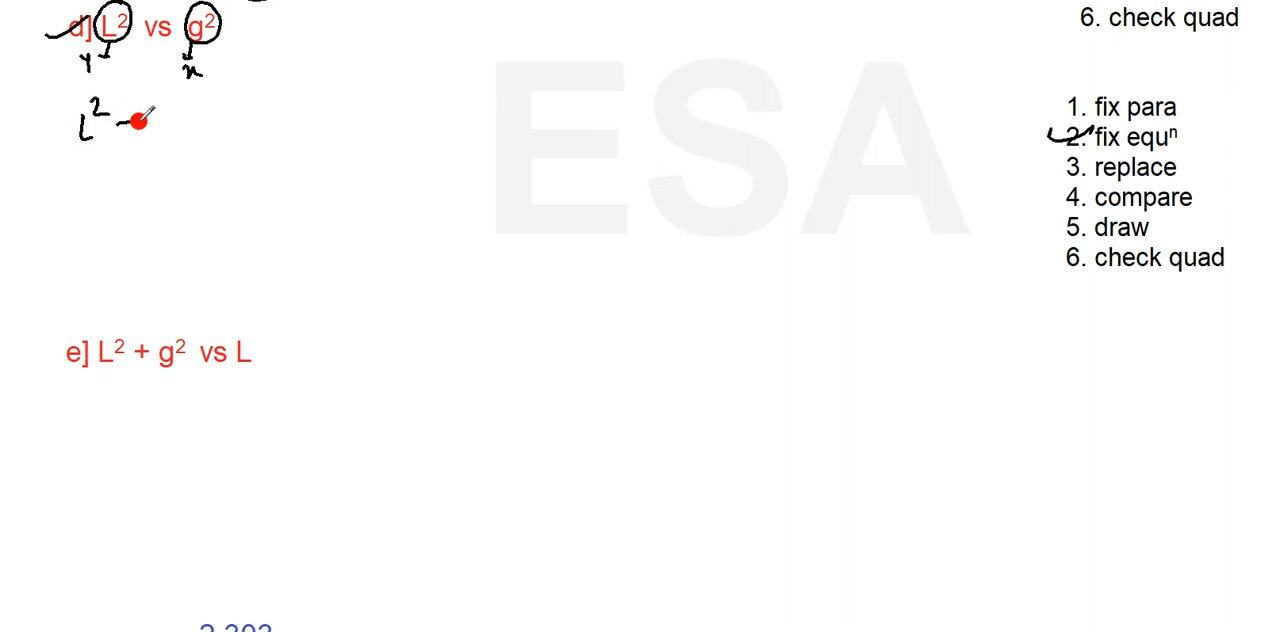 d] L² vs g²
y x
L² -
6. check quad
1. fix para
2. fix equⁿ
3. replace
4. compare
5. draw
6. check quad
ESA
e] L² + g² vs L
2.303